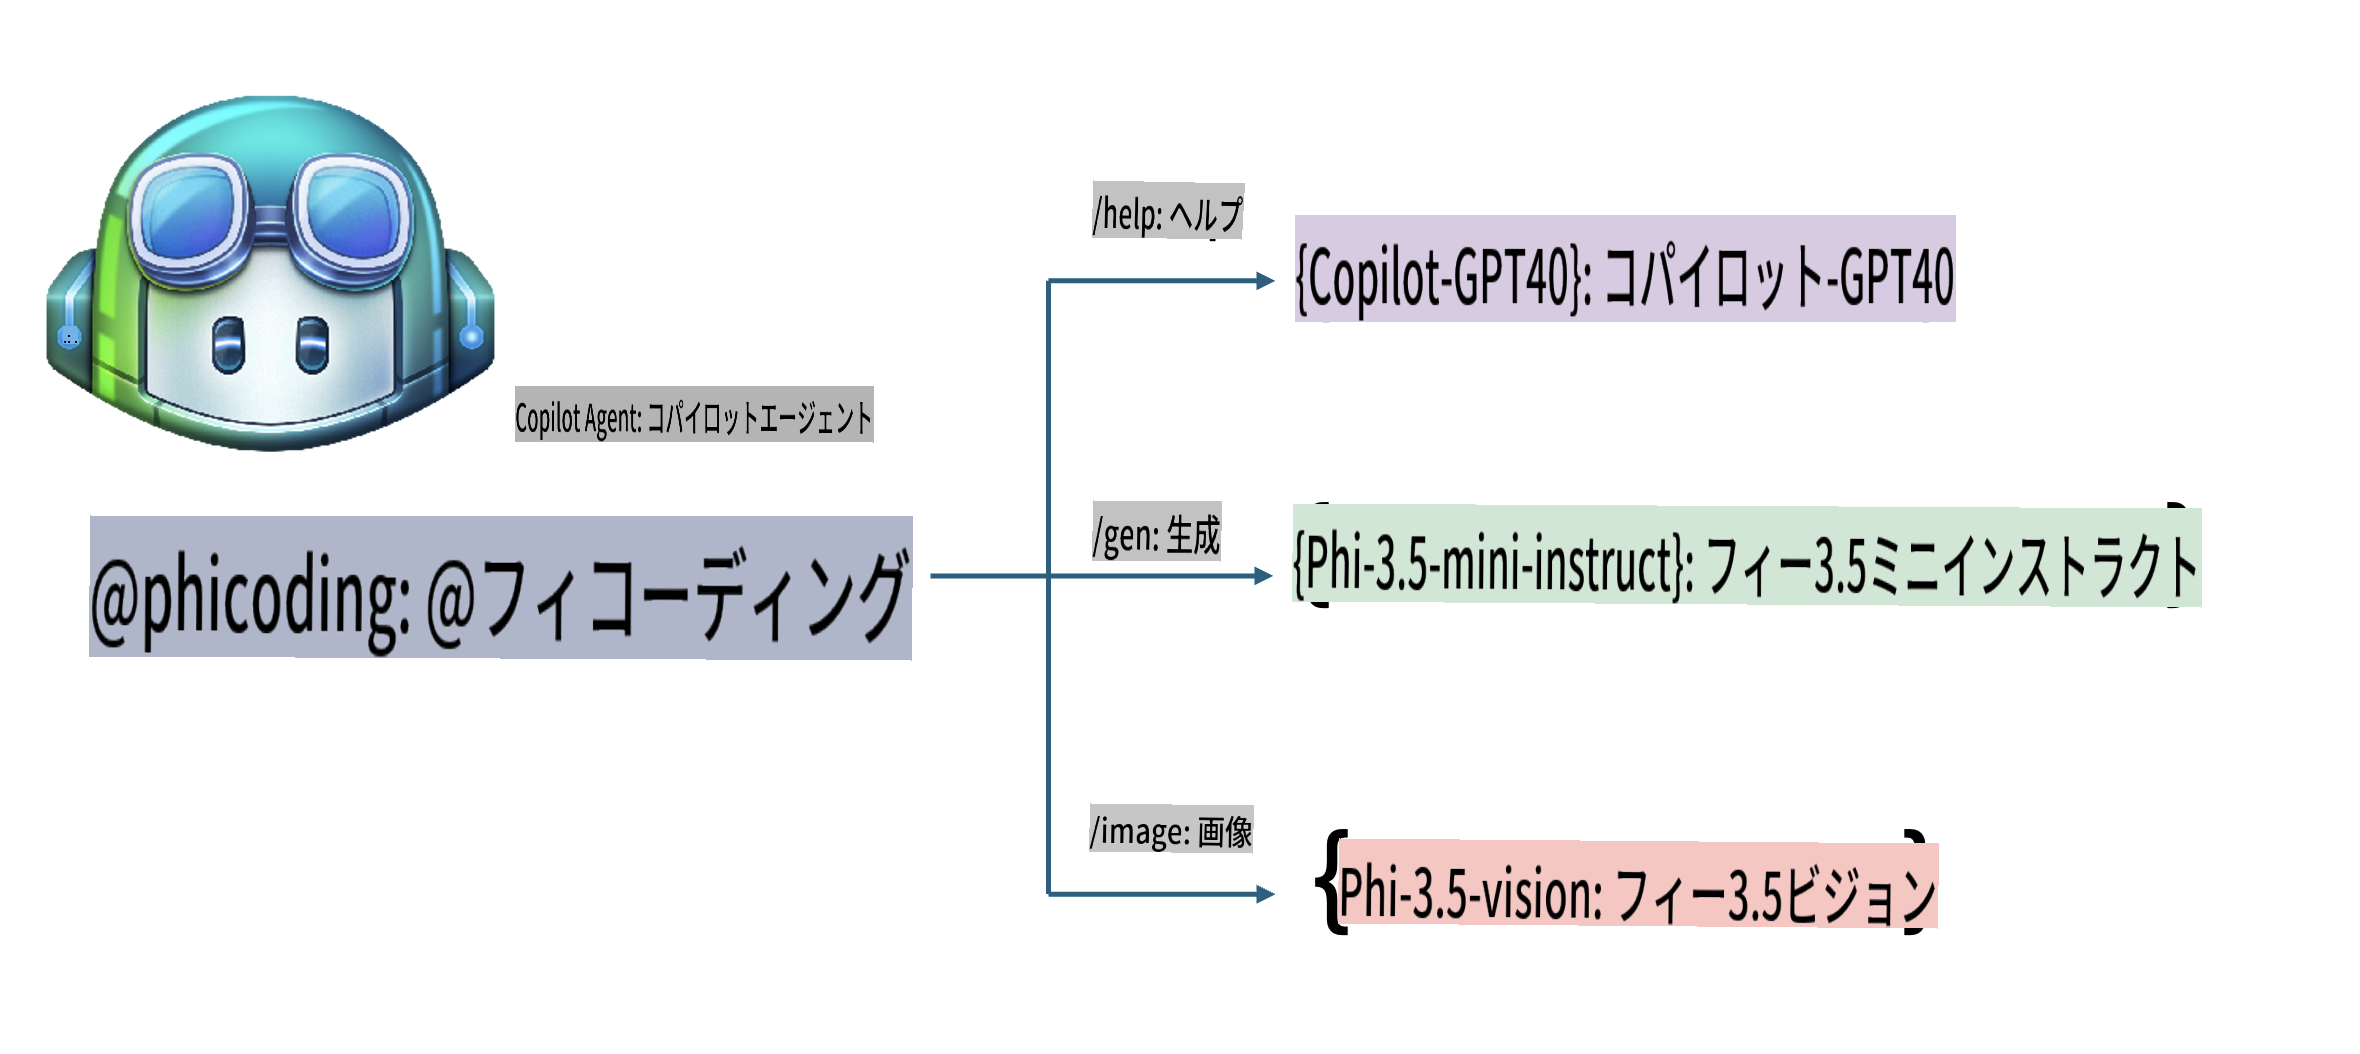 Copilot Agent: コパイロットエージェント
@phicoding: @フィコーディング
/help: ヘルプ
{Copilot-GPT40}: コパイロット-GPT40
/gen: 生成
{Phi-3.5-mini-instruct}: フィー3.5ミニインストラクト
/image: 画像
{Phi-3.5-vision: フィー3.5ビジョン